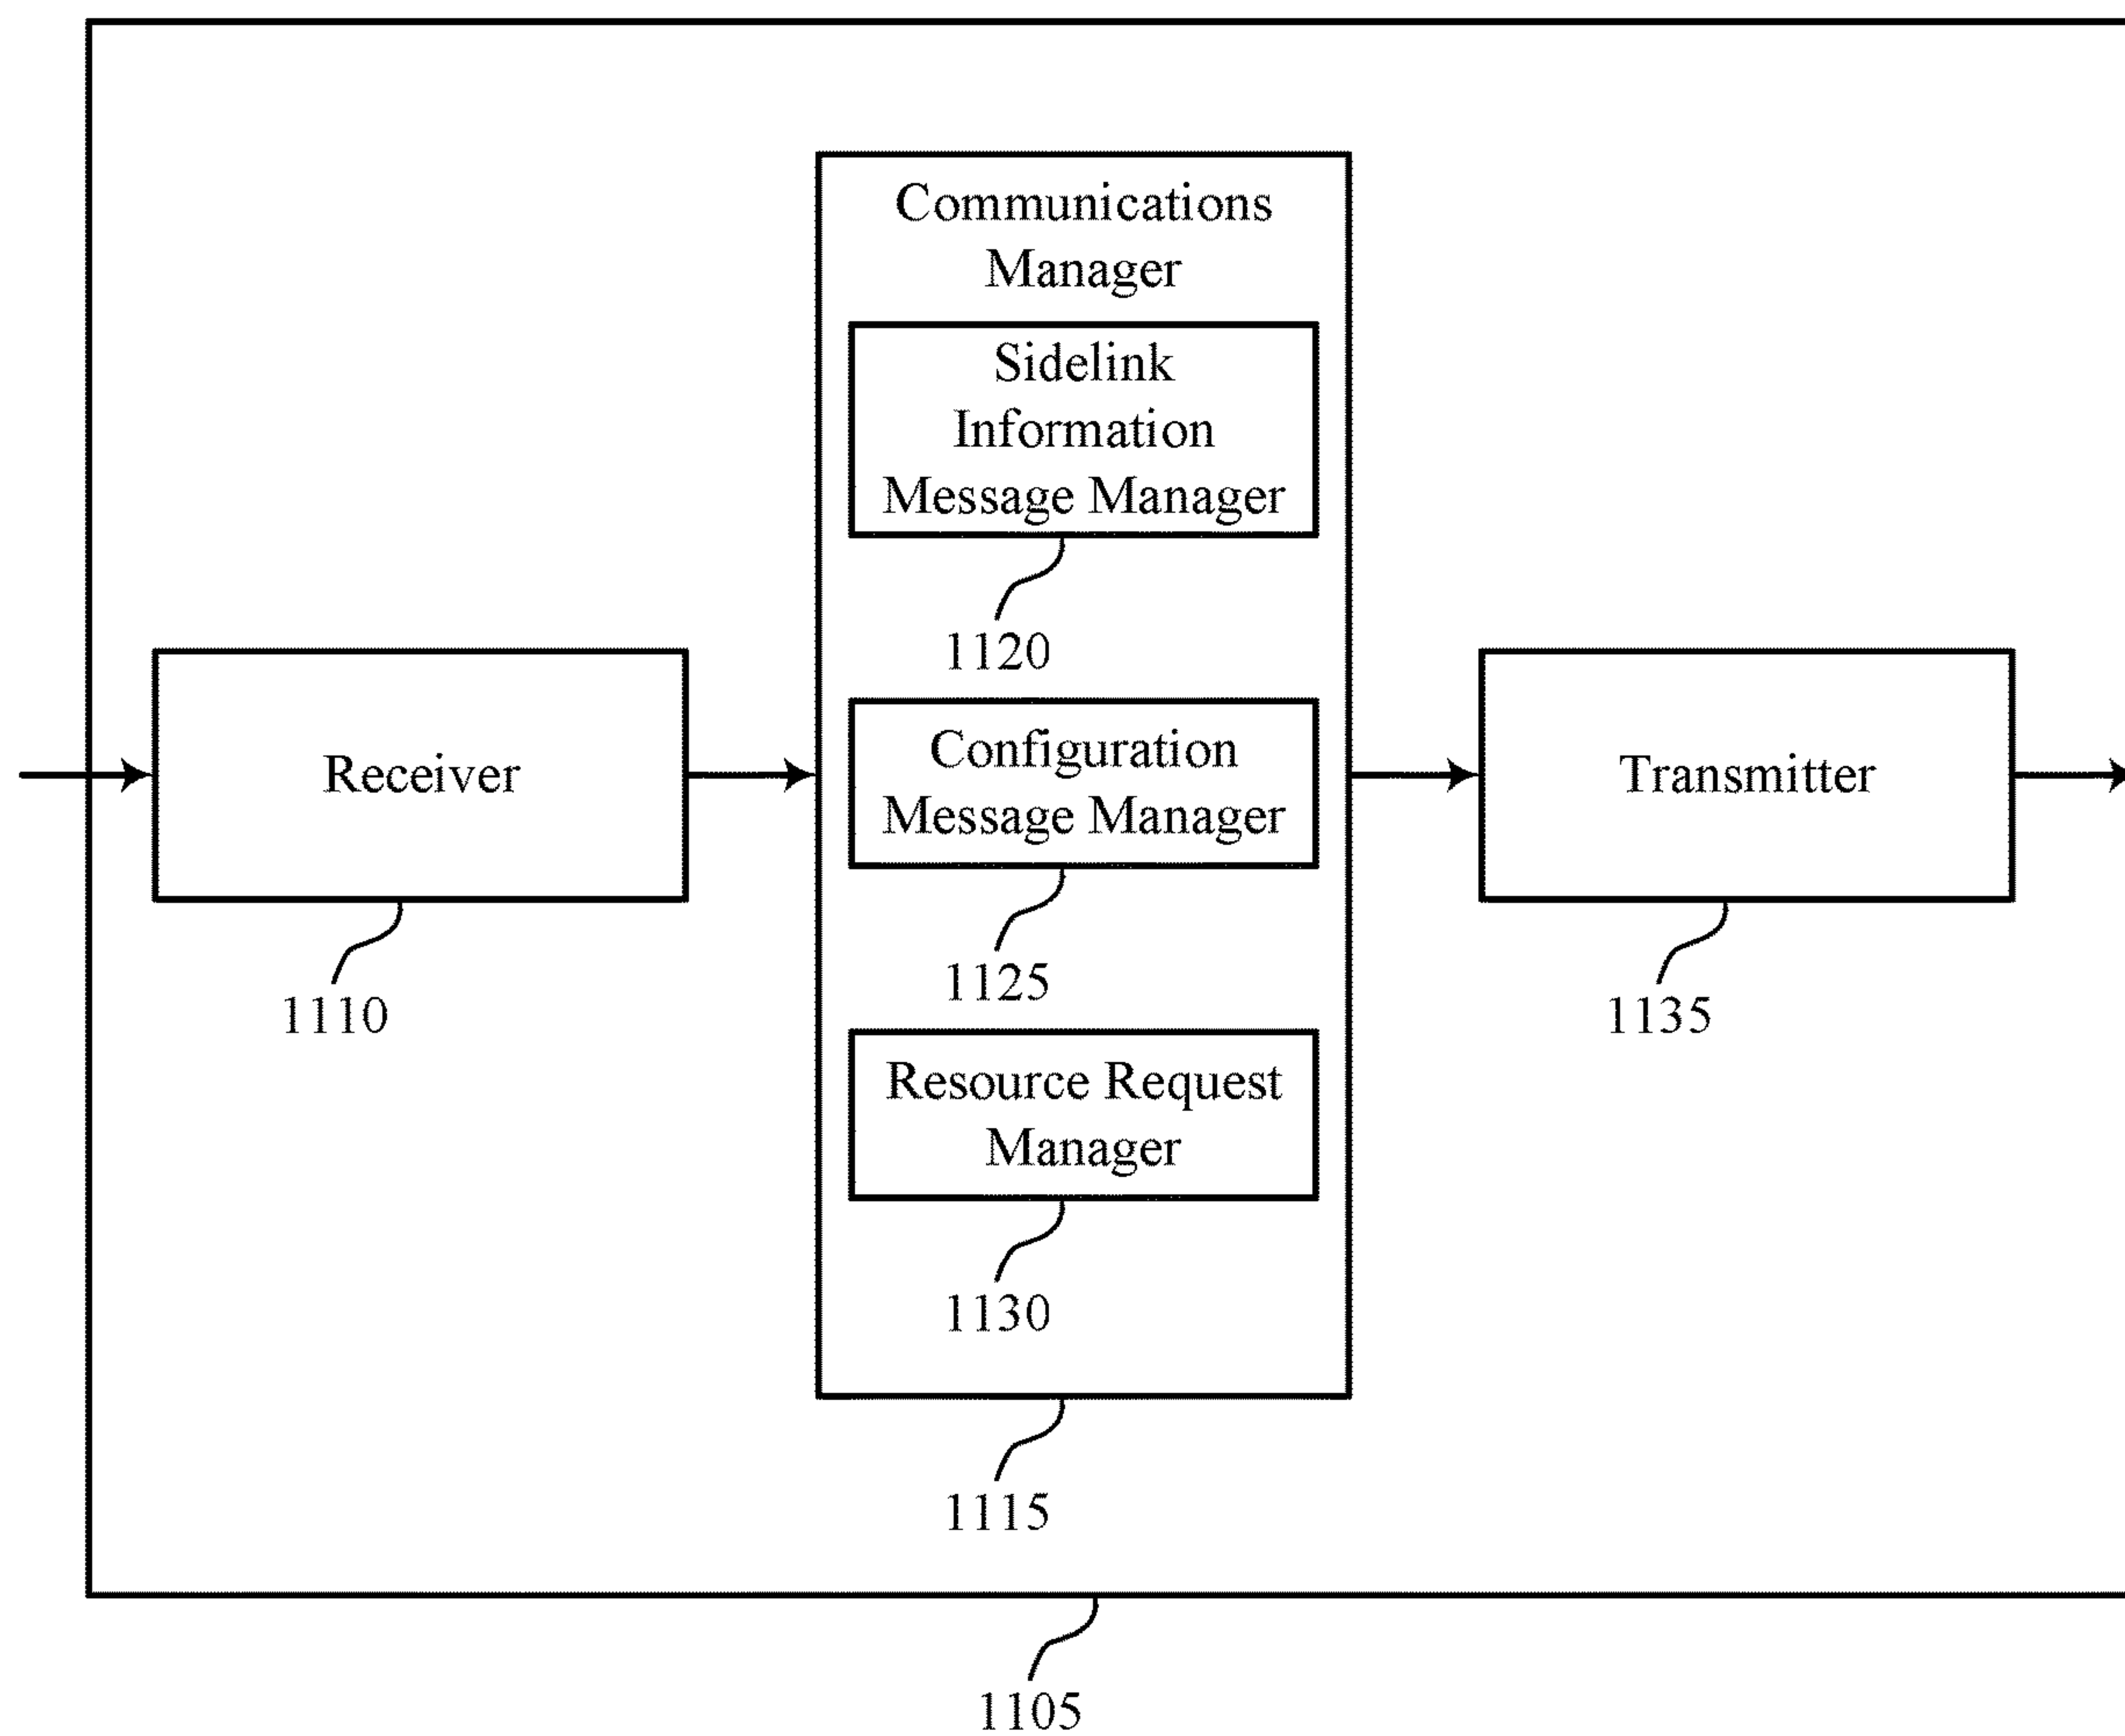 Communications
Manager
Sidelink
Information
Message Manager
1120
Receiver
1110
Configuration
Message Manager
1125
Transmitter
1135
Resource Request
Manager
1130
1115
1105